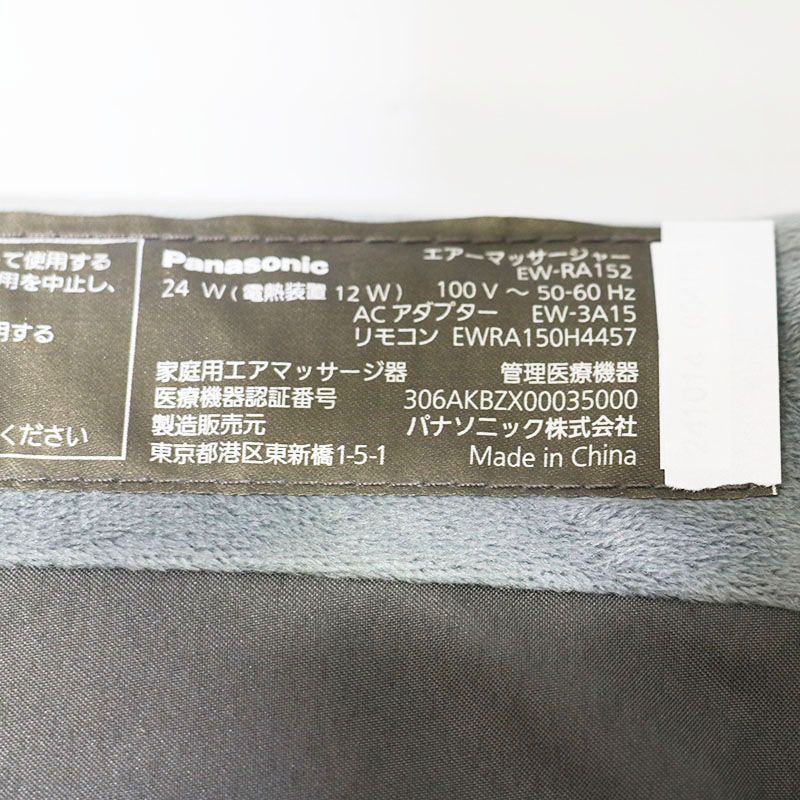 て使用する
用を中止し、
用する
ください
Panasonic
エアーマッサージャー
EW-RA152
24 W(電熱装置 12 W) 100 V ～ 50-60 Hz
ACアダプター EW-3A15
リモコン EWRA150H4457
家庭用エアマッサージ器 管理医療機器
医療機器認証番号 306AKBZX00035000
製造販売元 パナソニック株式会社
東京都港区東新橋1-5-1 Made in China